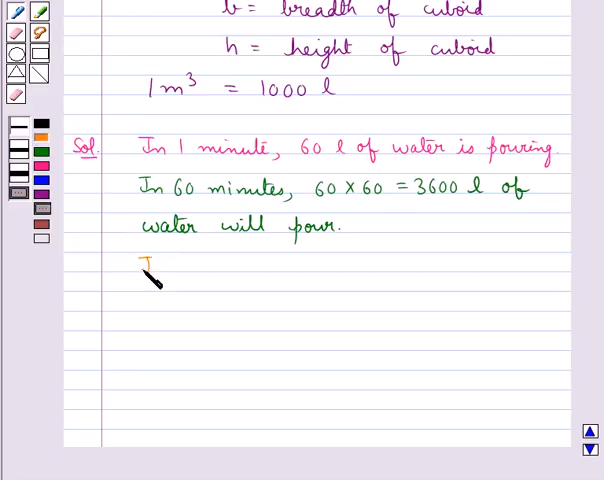 b = breadth of cuboid
h = height of cuboid
1 m³ = 1000 l
Sol. In 1 minute, 60 l of water is pouring.
In 60 minutes, 60 × 60 = 3600 l of
water will pour.
I